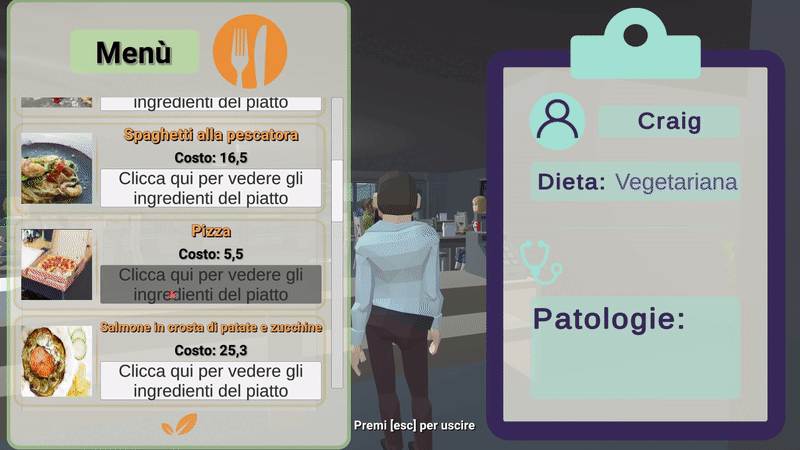 Menù
ingredienti del piatto
Spaghetti alla pescatora
Costo: 16,5
Clicca qui per vedere gli
ingredienti del piatto
Pizza
Costo: 5,5
Clicca qui per vedere gli
ingredienti del piatto
Salmone in crosta di patate e zucchine
Costo: 25,3
Clicca qui per vedere gli
ingredienti del piatto
Premi [esc] per uscire
Craig
Dieta: Vegetariana
Patologie: